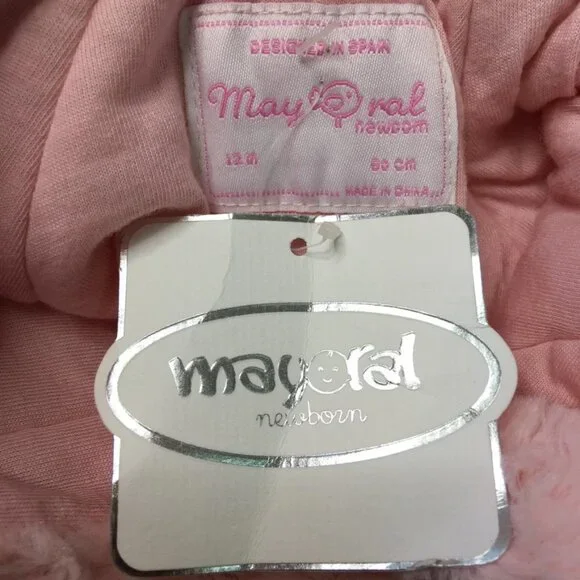 DESIGNED IN SPAIN
Mayoral
newborn
12 M 80 CM
MADE IN CHINA
mayoral
newborn